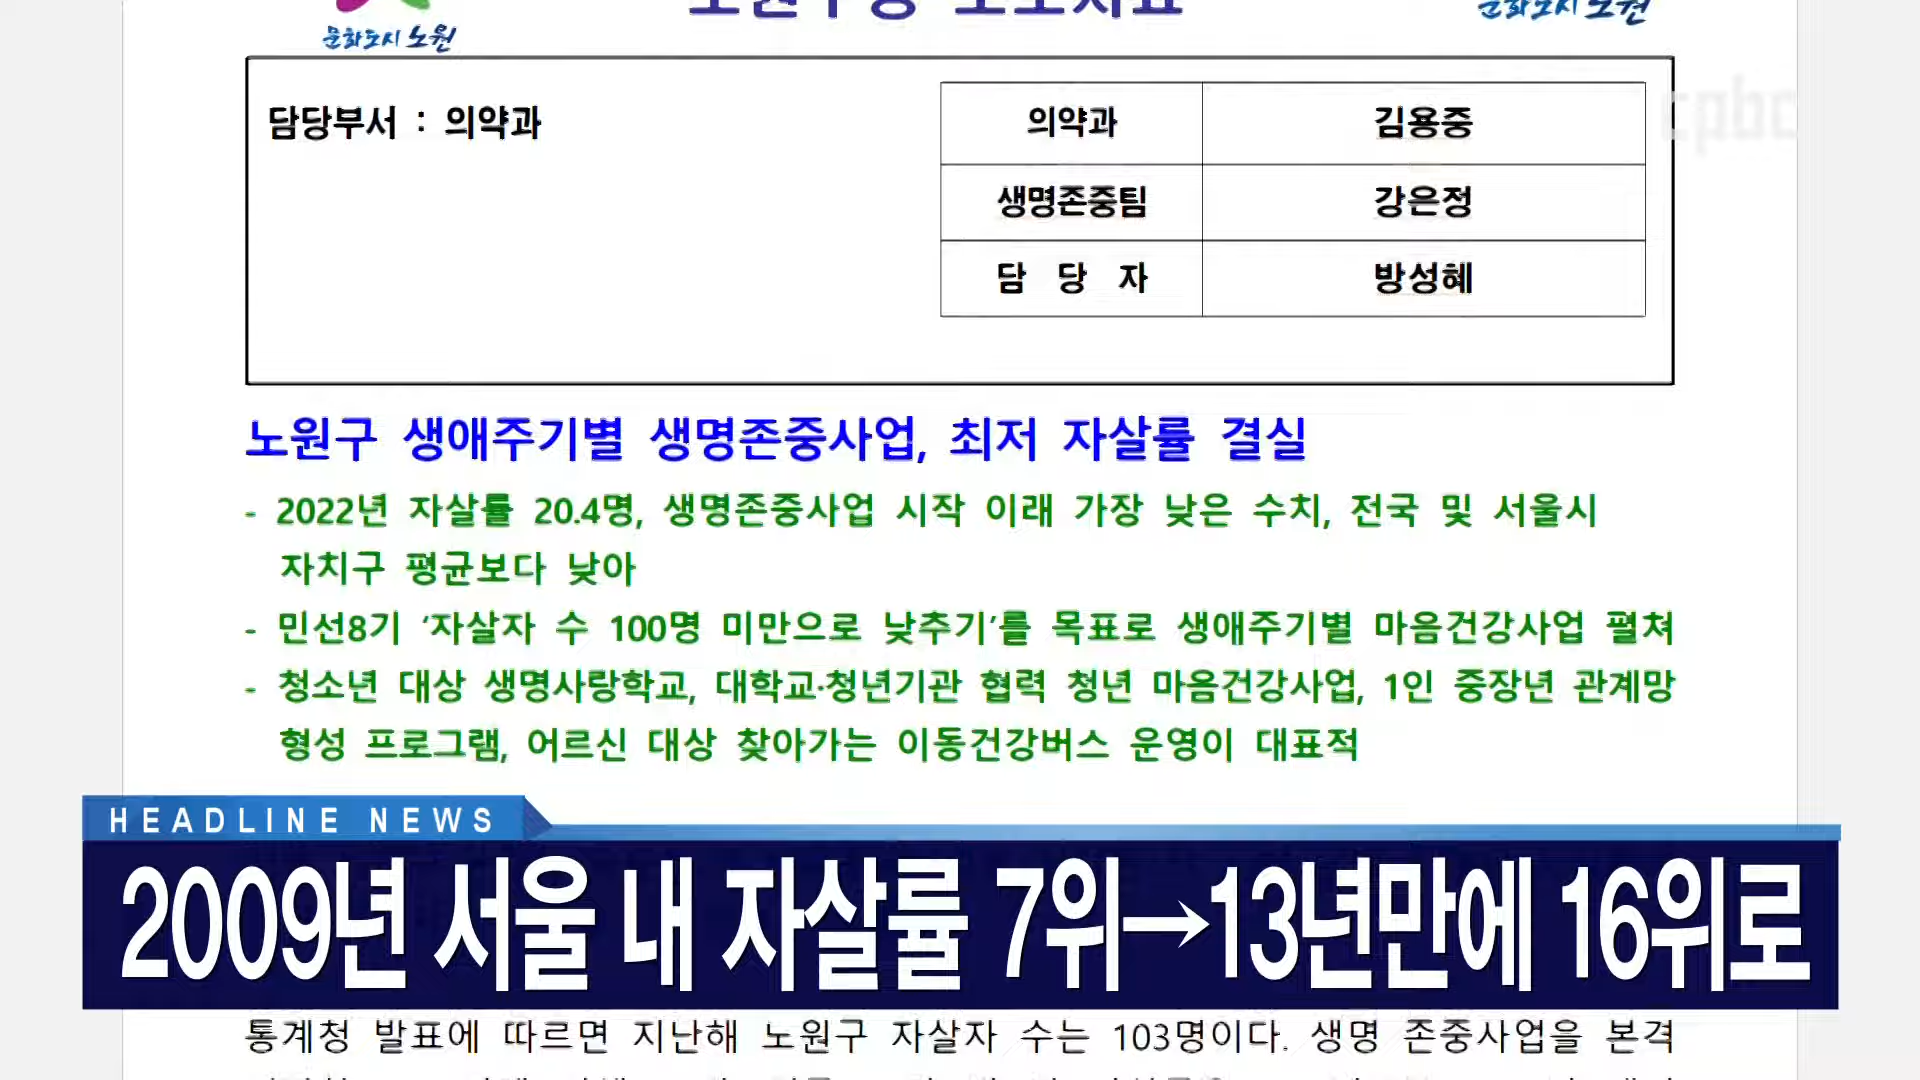 노원구청 보도자료
문화도시 노원
문화도시 노원
cpbc
담당부서 : 의약과
의약과 김용중
생명존중팀 강은정
담 당 자 방성혜
노원구 생애주기별 생명존중사업, 최저 자살률 결실
- 2022년 자살률 20.4명, 생명존중사업 시작 이래 가장 낮은 수치, 전국 및 서울시
자치구 평균보다 낮아
- 민선8기 ‘자살자 수 100명 미만으로 낮추기’를 목표로 생애주기별 마음건강사업 펼쳐
- 청소년 대상 생명사랑학교, 대학교·청년기관 협력 청년 마음건강사업, 1인 중장년 관계망
형성 프로그램, 어르신 대상 찾아가는 이동건강버스 운영이 대표적
HEADLINE NEWS
2009년 서울 내 자살률 7위→13년만에 16위로
통계청 발표에 따르면 지난해 노원구 자살자 수는 103명이다. 생명 존중사업을 본격